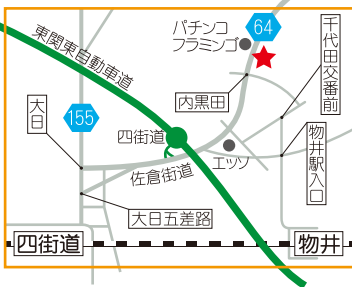 パチンコ
フラミンゴ
64
千代田交番前
東関東自動車道
内黒田
大日
155
四街道
物井駅入口
エッソ
佐倉街道
大日五差路
四街道
物井